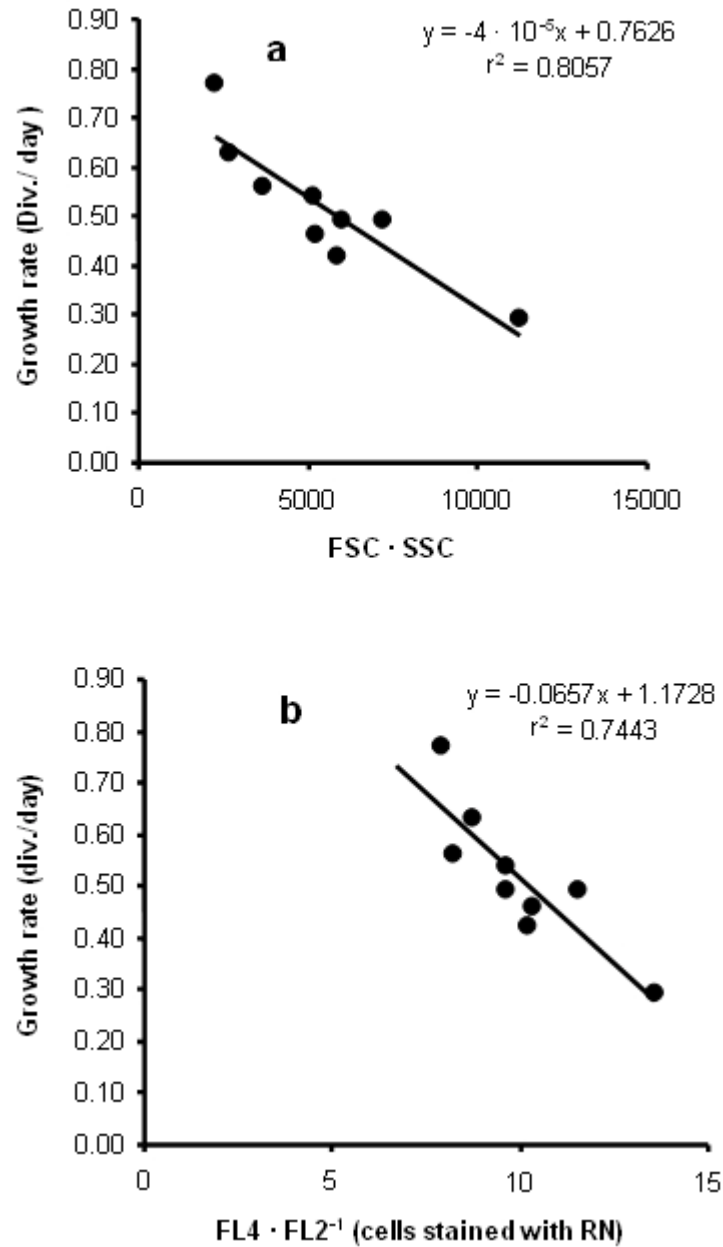 a
y = -4 · 10⁻⁵x + 0.7626
r² = 0.8057
Growth rate (Div./ day )
0.90
0.80
0.70
0.60
0.50
0.40
0.30
0.20
0.10
0.00
0 5000 10000 15000
FSC · SSC
b
y = -0.0657x + 1.1728
r² = 0.7443
Growth rate (div./day)
0.90
0.80
0.70
0.60
0.50
0.40
0.30
0.20
0.10
0.00
0 5 10 15
FL4 · FL2⁻¹ (cells stained with RN)